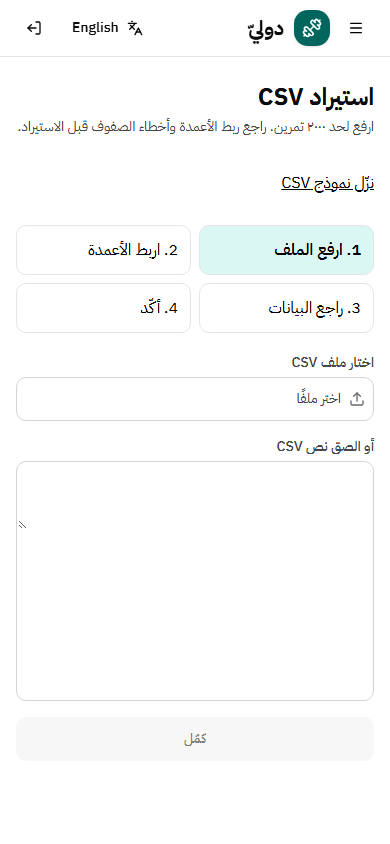 دوليّ
English
استيراد CSV
ارفع لحد ٢٠٠٠ تمرين. راجع ربط الأعمدة وأخطاء الصفوف قبل الاستيراد.
نزّل نموذج CSV
1. ارفع الملف
2. اربط الأعمدة
3. راجع البيانات
4. أكّد
اختار ملف CSV
اختر ملفًا
أو الصق نص CSV
كمّل